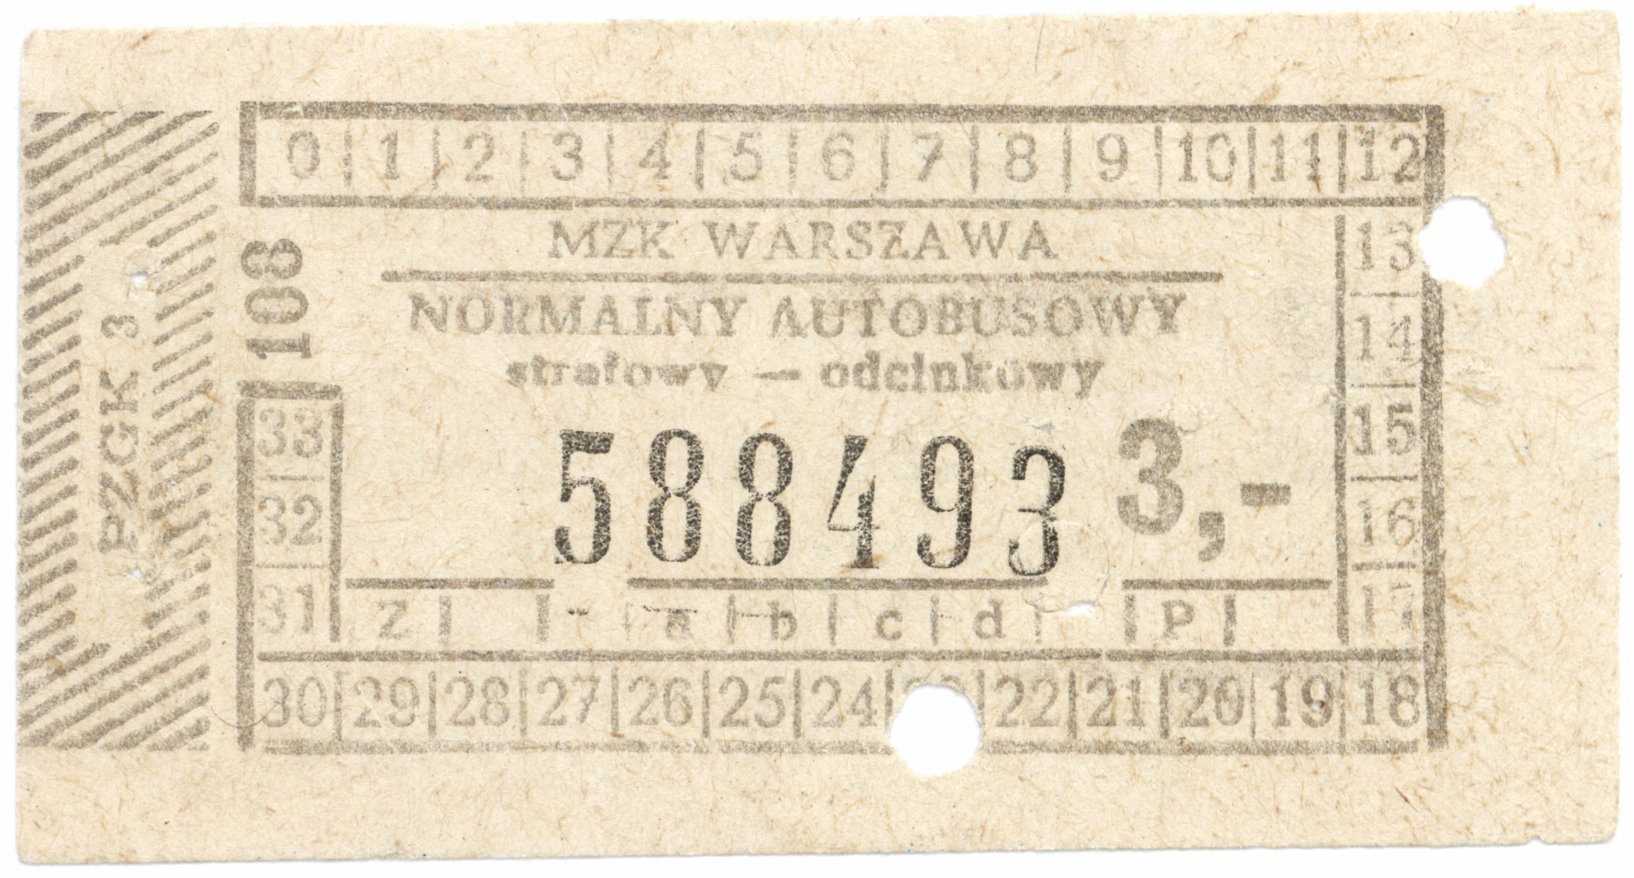 0 | 1 | 2 | 3 | 4 | 5 | 6 | 7 | 8 | 9 | 10 | 11 | 12
MZK WARSZAWA
NORMALNY AUTOBUSOWY
strefowy — odcinkowy
588493 3,-
Z | | - | a | b | c | d | | P |
30 | 29 | 28 | 27 | 26 | 25 | 24 | 22 | 21 | 20 | 19 | 18
13
14
15
16
17
108
33
32
31
PZGK 3